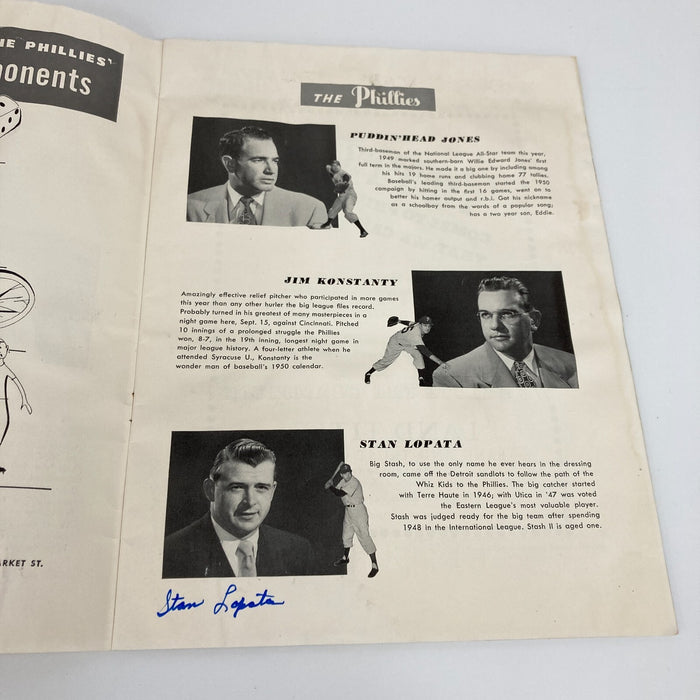 IE PHILLIES'
onents
ARKET ST.
THE Phillies
PUDDIN'HEAD JONES
Third-baseman of the National League All-Star team this year,
1949 marked southern-born Willie Edward Jones' first
full term in the majors. He made it a big one by including among
his hits 19 home runs and clubbing home 77 tallies.
Baseball's leading third-baseman started the 1950
campaign by hitting in the first 16 games, went on to
better his homer output and r.b.i. Got his nickname
as a schoolboy from the words of a popular song;
has a two year son, Eddie.
JIM KONSTANTY
Amazingly effective relief pitcher who participated in more games
this year than any other hurler the big league files record.
Probably turned in his greatest of many masterpieces in a
night game here, Sept. 15, against Cincinnati. Pitched
10 innings of a prolonged struggle the Phillies
won, 8-7, in the 19th inning, longest night game in
major league history. A four-letter athlete when he
attended Syracuse U., Konstanty is the
wonder man of baseball's 1950 calendar.
STAN LOPATA
Big Stash, to use the only name he ever hears in the dressing
room, came off the Detroit sandlots to follow the path of the
Whiz Kids to the Phillies. The big catcher started
with Terre Haute in 1946; with Utica in '47 was voted
the Eastern League's most valuable player.
Stash was judged ready for the big team after spending
1948 in the International League. Stash II is aged one.
Stan Lopata